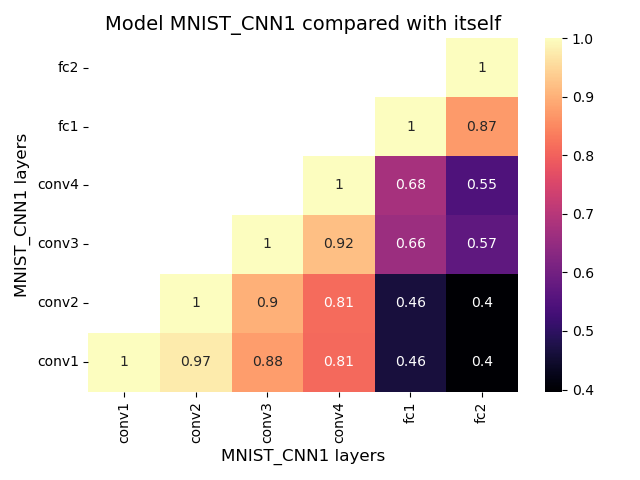 Model MNIST_CNN1 compared with itself
MNIST_CNN1 layers
fc2 1
fc1 1 0.87
conv4 1 0.68 0.55
conv3 1 0.92 0.66 0.57
conv2 1 0.9 0.81 0.46 0.4
conv1 1 0.97 0.88 0.81 0.46 0.4
conv1 conv2 conv3 conv4 fc1 fc2
MNIST_CNN1 layers
1.0
0.9
0.8
0.7
0.6
0.5
0.4